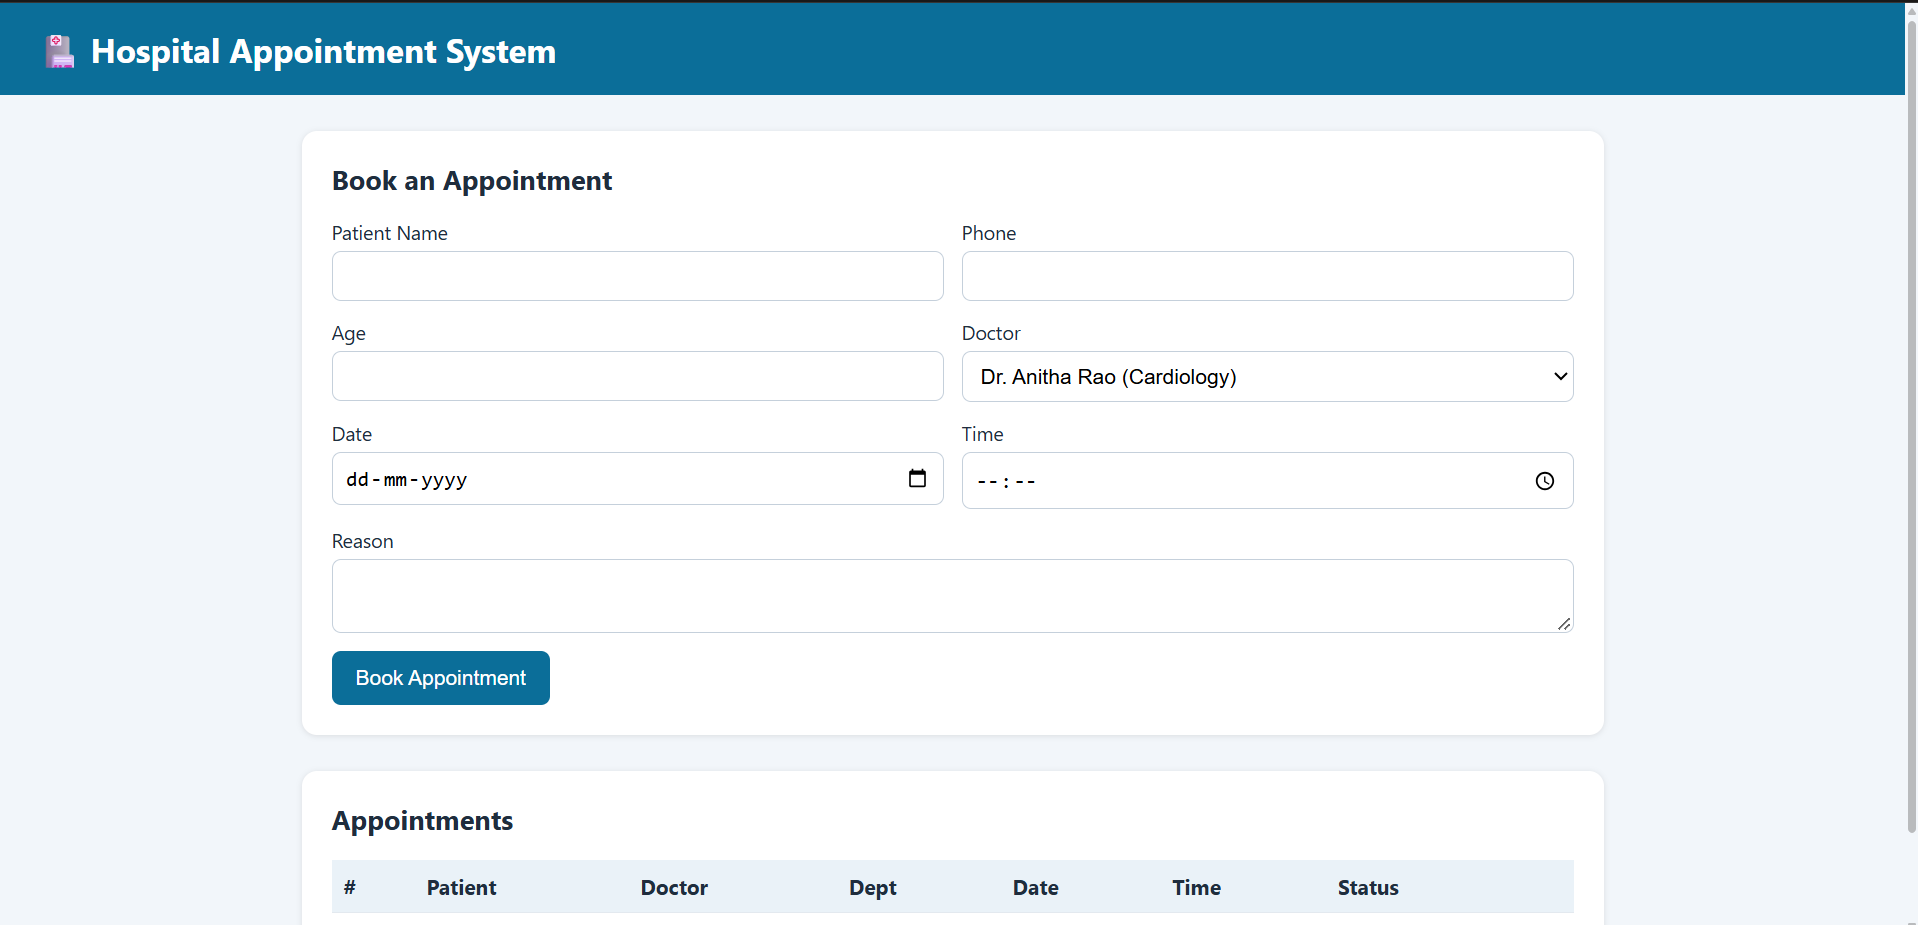 Hospital Appointment System
Book an Appointment
Patient Name Phone
Age Doctor
Dr. Anitha Rao (Cardiology)
Date Time
dd-mm-yyyy --:--
Reason
Book Appointment
Appointments
# Patient Doctor Dept Date Time Status